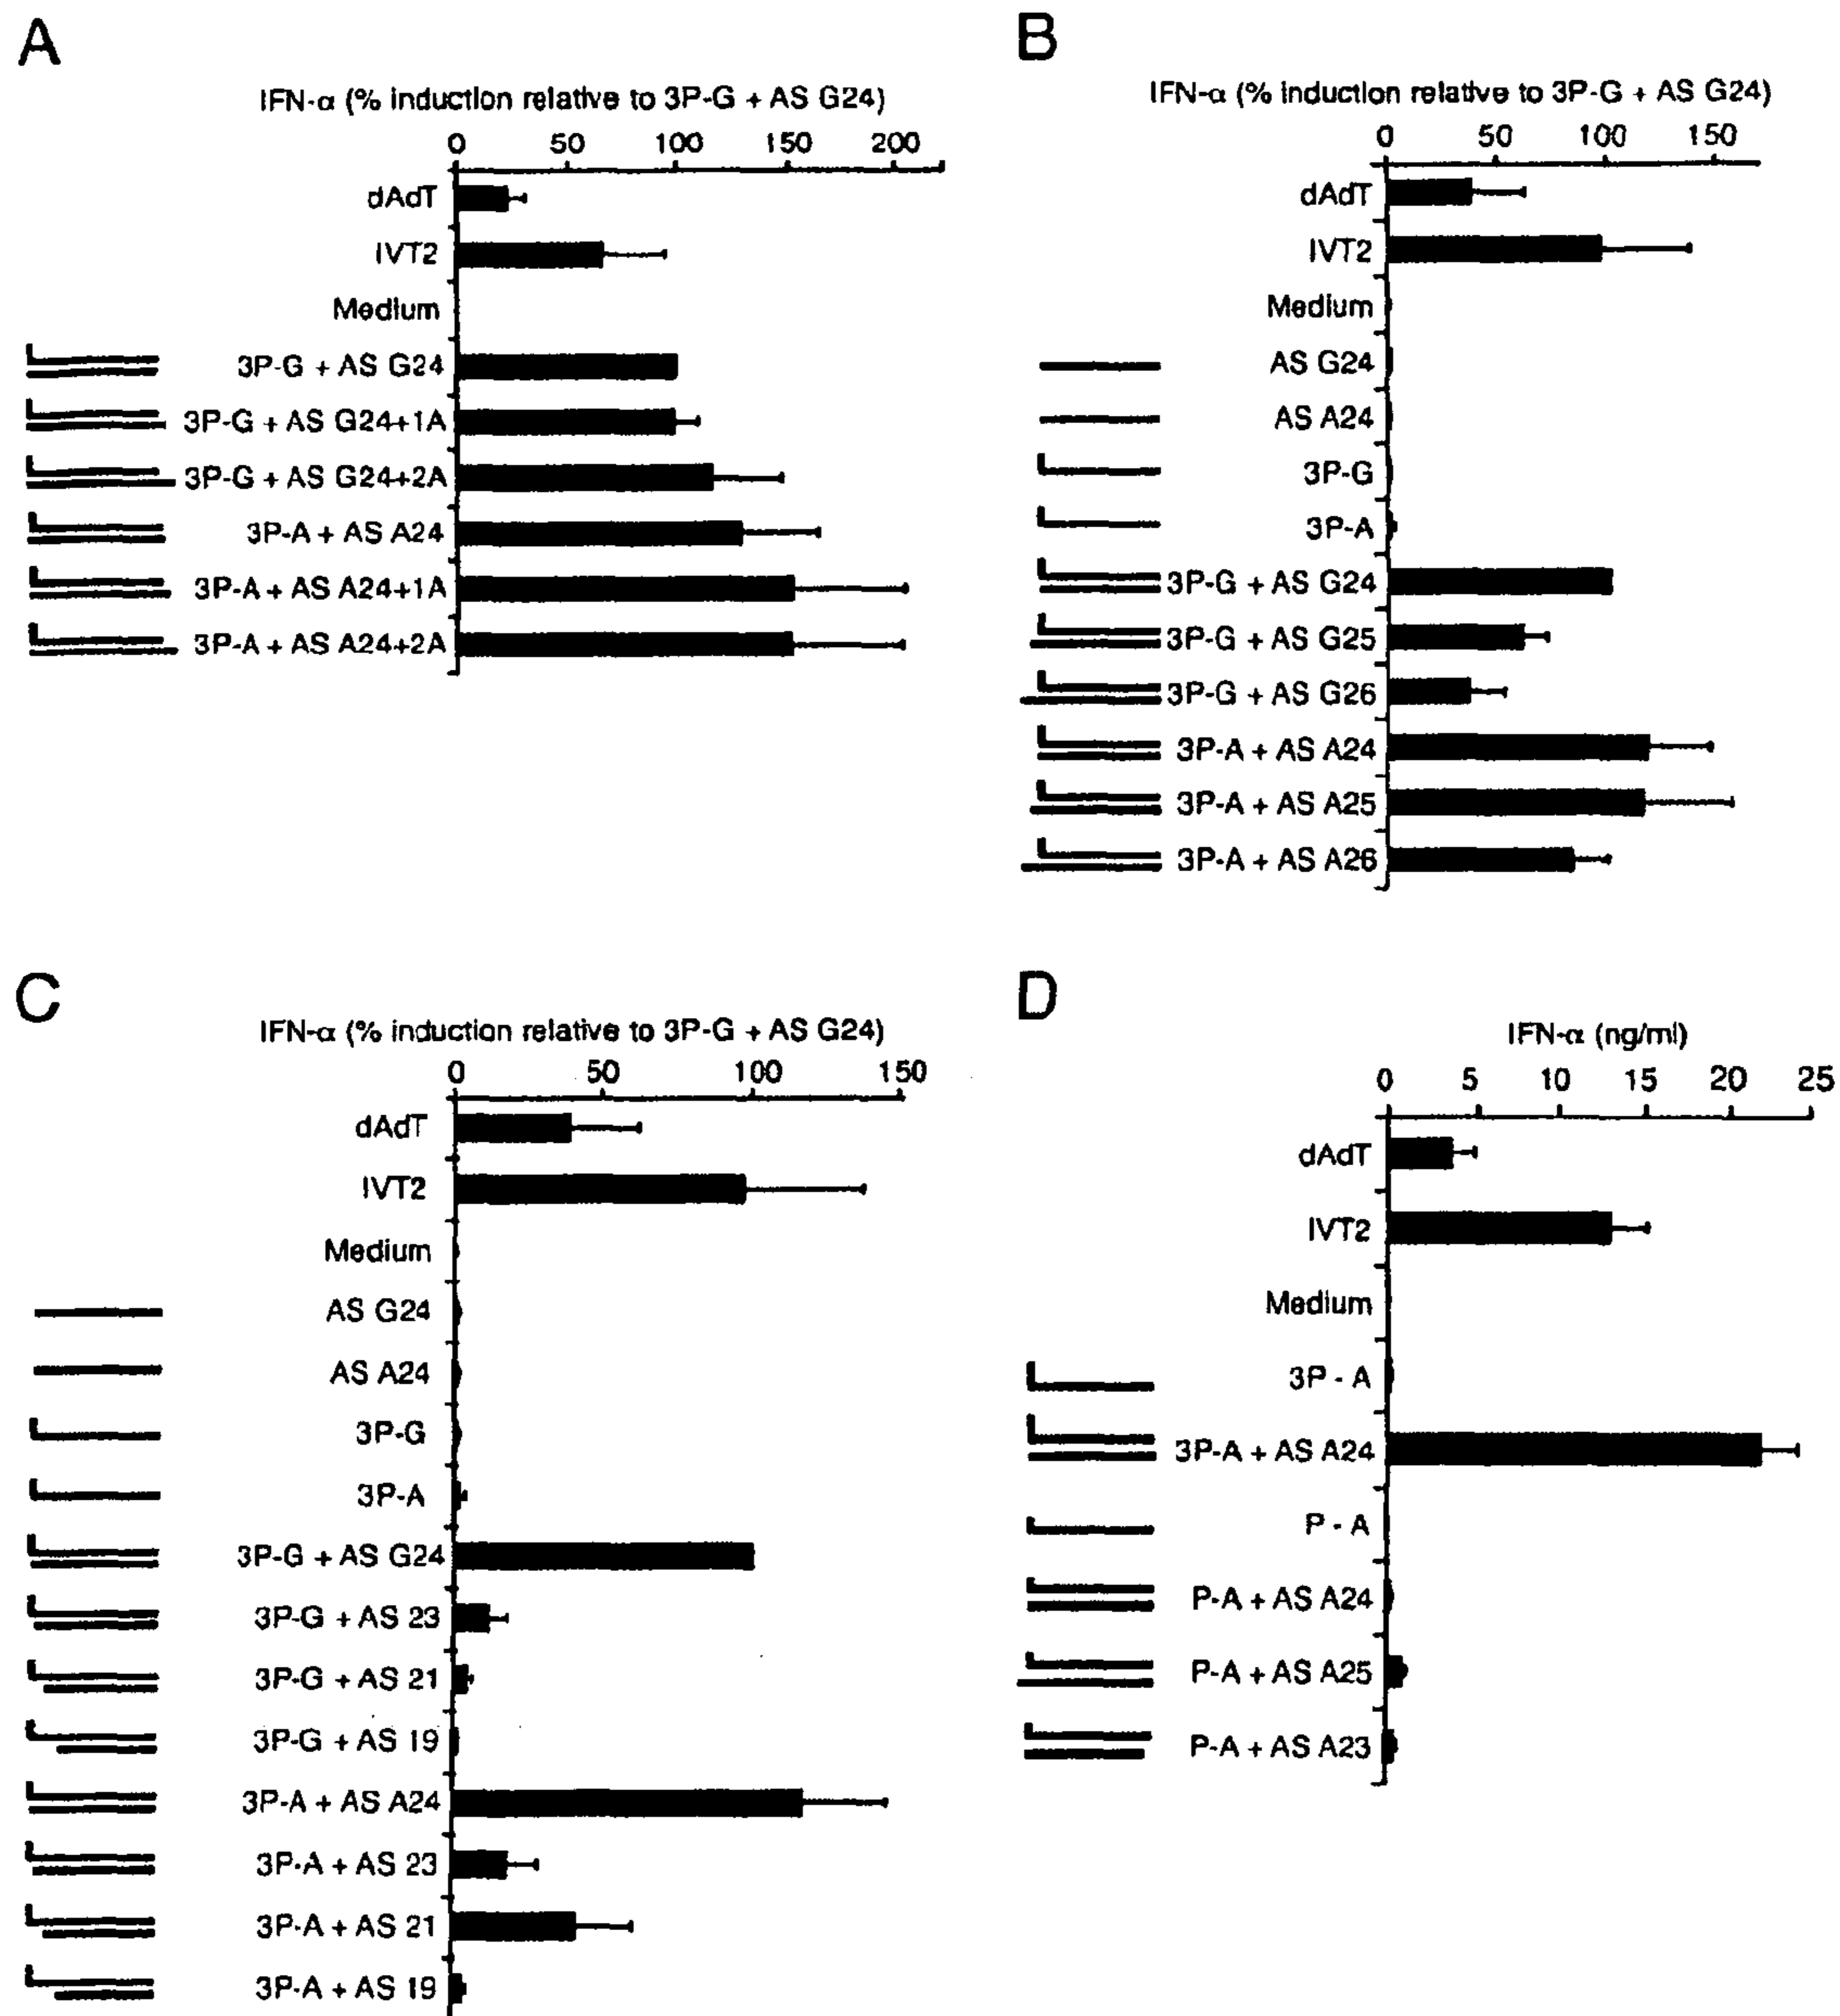 A
IFN-α (% induction relative to 3P-G + AS G24)
0 50 100 150 200
dAdT
IVT2
Medium
3P-G + AS G24
3P-G + AS G24+1A
3P-G + AS G24+2A
3P-A + AS A24
3P-A + AS A24+1A
3P-A + AS A24+2A
B
IFN-α (% induction relative to 3P-G + AS G24)
0 50 100 150
dAdT
IVT2
Medium
AS G24
AS A24
3P-G
3P-A
3P-G + AS G24
3P-G + AS G25
3P-G + AS G26
3P-A + AS A24
3P-A + AS A25
3P-A + AS A26
C
IFN-α (% induction relative to 3P-G + AS G24)
0 50 100 150
dAdT
IVT2
Medium
AS G24
AS A24
3P-G
3P-A
3P-G + AS G24
3P-G + AS 23
3P-G + AS 21
3P-G + AS 19
3P-A + AS A24
3P-A + AS 23
3P-A + AS 21
3P-A + AS 19
D
IFN-α (ng/ml)
0 5 10 15 20 25
dAdT
IVT2
Medium
3P - A
3P-A + AS A24
P - A
P-A + AS A24
P-A + AS A25
P-A + AS A23